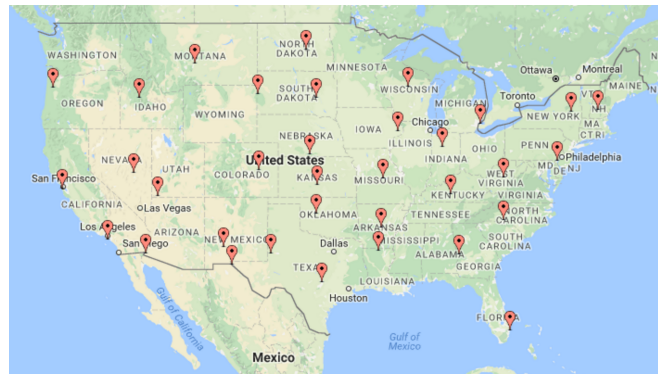 NORTH
DAKOTA
WASHINGTON
MONTANA
MINNESOTA
Ottawa
Montreal
MAINE
OREGON
IDAHO
SOUTH
DAKOTA
WISCONSIN
MICHIGAN
Toronto
VT
NH
WYOMING
NEW YORK
MA
CT RI
Chicago
IOWA
NEBRASKA
ILLINOIS
INDIANA
OHIO
PENN
Philadelphia
NEVADA
UTAH
United States
COLORADO
KANSAS
MISSOURI
WEST
VIRGINIA
MD
DE
NJ
San Francisco
KENTUCKY
VIRGINIA
CALIFORNIA
Las Vegas
OKLAHOMA
TENNESSEE
NORTH
CAROLINA
Los Angeles
ARIZONA
NEW MEXICO
ARKANSAS
San Diego
Dallas
MISSISSIPPI
SOUTH
CAROLINA
ALABAMA
GEORGIA
TEXAS
LOUISIANA
Houston
Gulf of
California
FLORIDA
Gulf of
Mexico
Mexico